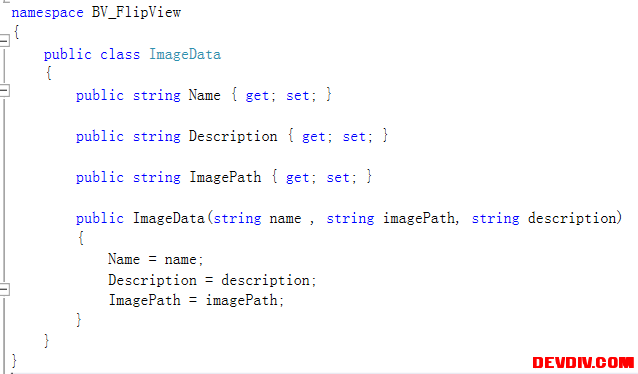 namespace BV_FlipView
{
    public class ImageData
    {
        public string Name { get; set; }
        public string Description { get; set; }
        public string ImagePath { get; set; }
        public ImageData(string name , string imagePath, string description)
        {
            Name = name;
            Description = description;
            ImagePath = imagePath;
        }
    }
}
DEVDIV.COM